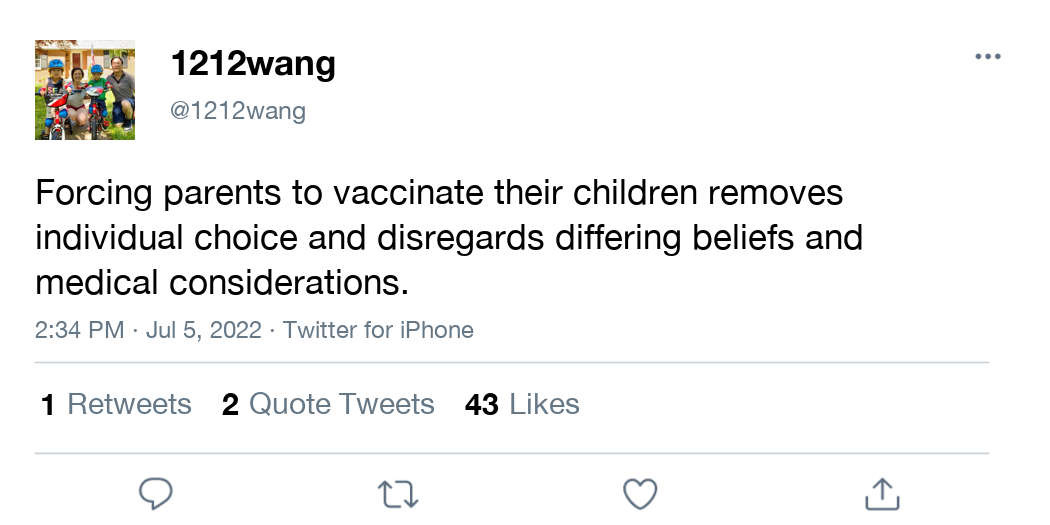 1212wang
@1212wang
Forcing parents to vaccinate their children removes
individual choice and disregards differing beliefs and
medical considerations.
2:34 PM · Jul 5, 2022 · Twitter for iPhone
1 Retweets 2 Quote Tweets 43 Likes